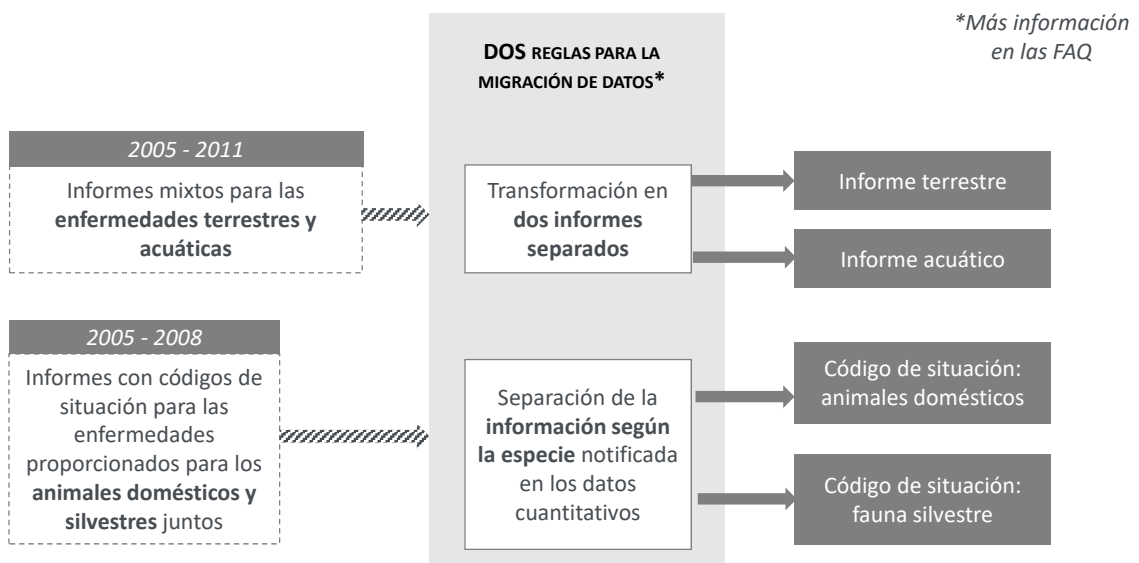 *Más información
en las FAQ
DOS REGLAS PARA LA
MIGRACIÓN DE DATOS*
2005 - 2011
Informes mixtos para las
enfermedades terrestres y
acuáticas
Transformación en
dos informes
separados
Informe terrestre
Informe acuático
2005 - 2008
Informes con códigos de
situación para las
enfermedades
proporcionados para los
animales domésticos y
silvestres juntos
Separación de la
información según
la especie notificada
en los datos
cuantitativos
Código de situación:
animales domésticos
Código de situación:
fauna silvestre